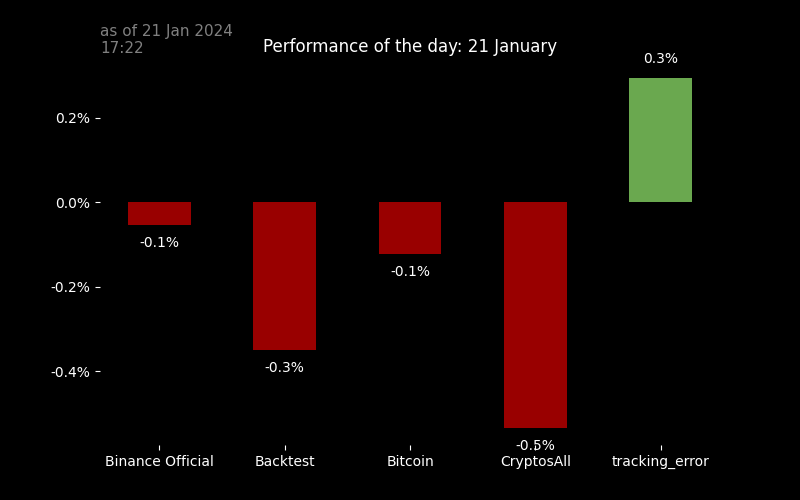 as of 21 Jan 2024
17:22
Performance of the day: 21 January
0.3%
0.2%
0.0%
-0.1%
-0.1%
-0.2%
-0.3%
-0.4%
-0.5%
Binance Official
Backtest
Bitcoin
CryptosAll
tracking_error